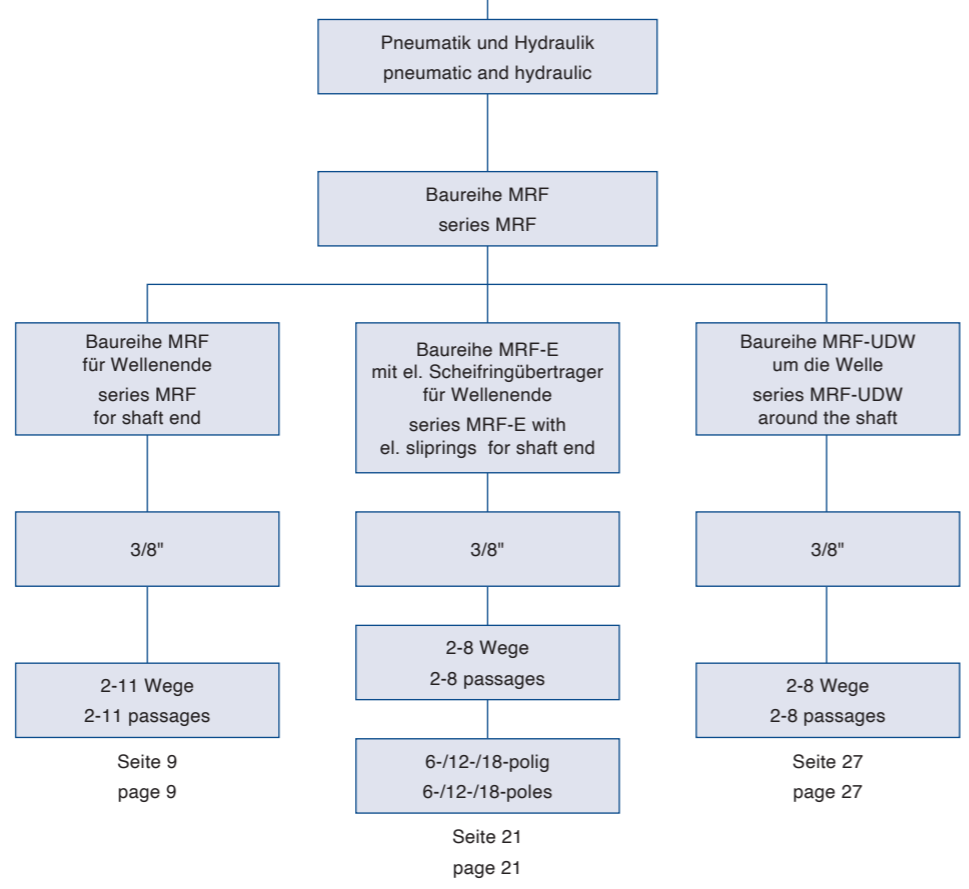 Pneumatik und Hydraulik
pneumatic and hydraulic
Baureihe MRF
series MRF
Baureihe MRF
für Wellenende
series MRF
for shaft end
3/8"
2-11 Wege
2-11 passages
Seite 9
page 9
Baureihe MRF-E
mit el. Scheifringübertrager
für Wellenende
series MRF-E with
el. sliprings for shaft end
3/8"
2-8 Wege
2-8 passages
6-/12-/18-polig
6-/12-/18-poles
Seite 21
page 21
Baureihe MRF-UDW
um die Welle
series MRF-UDW
around the shaft
3/8"
2-8 Wege
2-8 passages
Seite 27
page 27